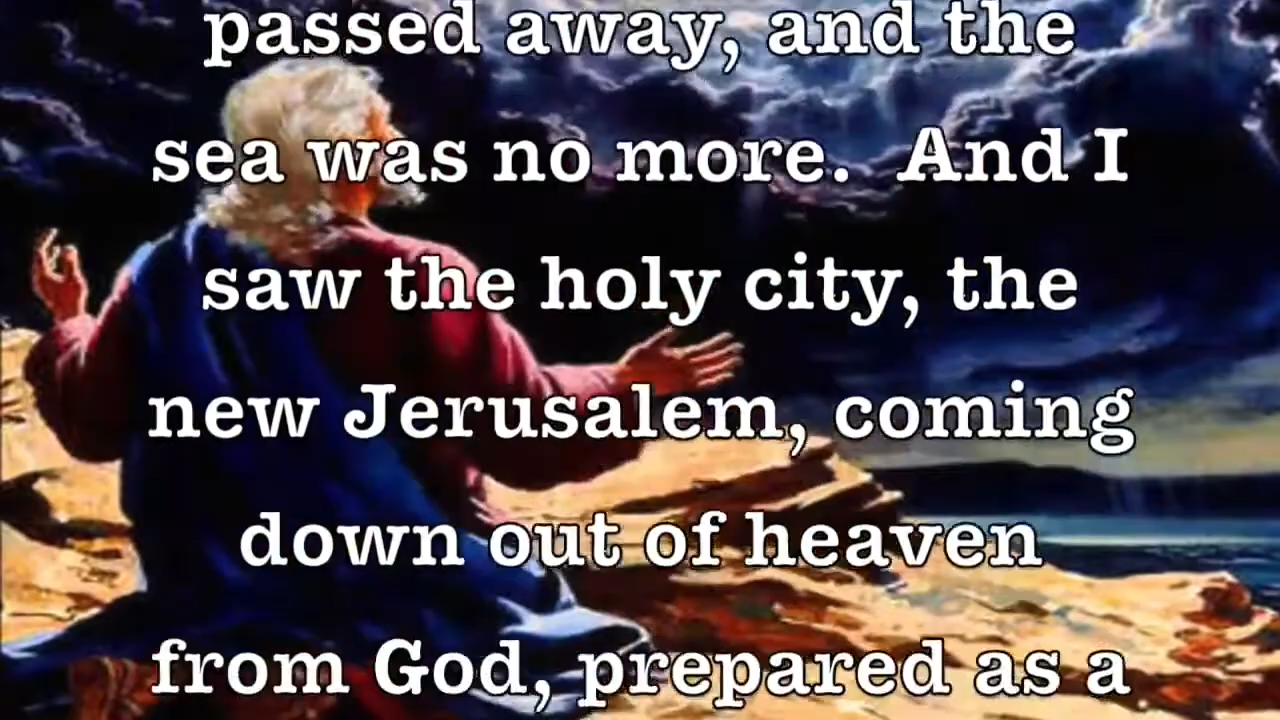 passed away, and the
sea was no more. And I
saw the holy city, the
new Jerusalem, coming
down out of heaven
from God, prepared as a